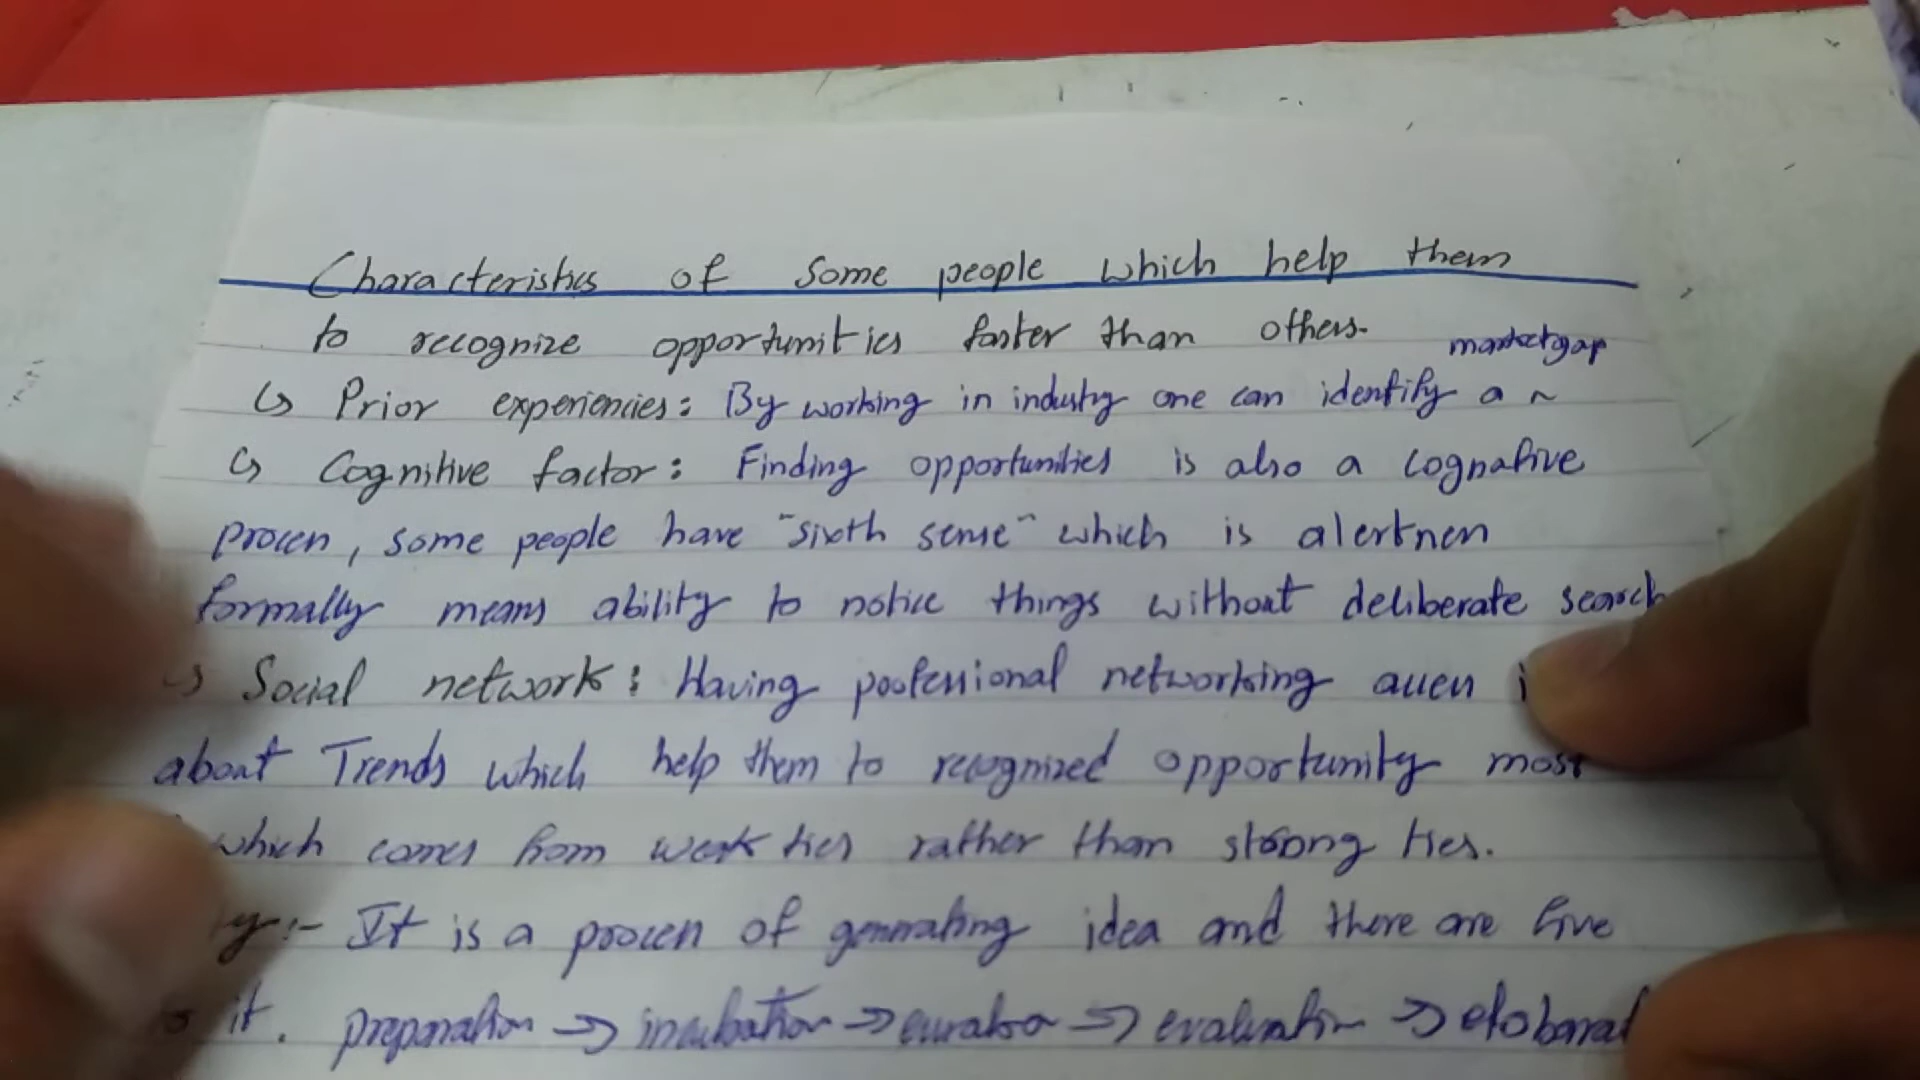 Characteristics of some people which help them
to recognize opportunities faster than others.
market gap
↳ Prior experiencies: By working in industry one can identify a ~
↳ Cognitive factor: Finding opportunities is also a cognative
process, some people have "sixth sense" which is alertness
formally means ability to notice things without deliberate search
↳ Social network: Having professional networking access
about Trends which help them to recognized opportunity most
which comes from weak ties rather than strong ties.
It is a process of generating idea and there are five
it. preparation → incubation → → evaluation →